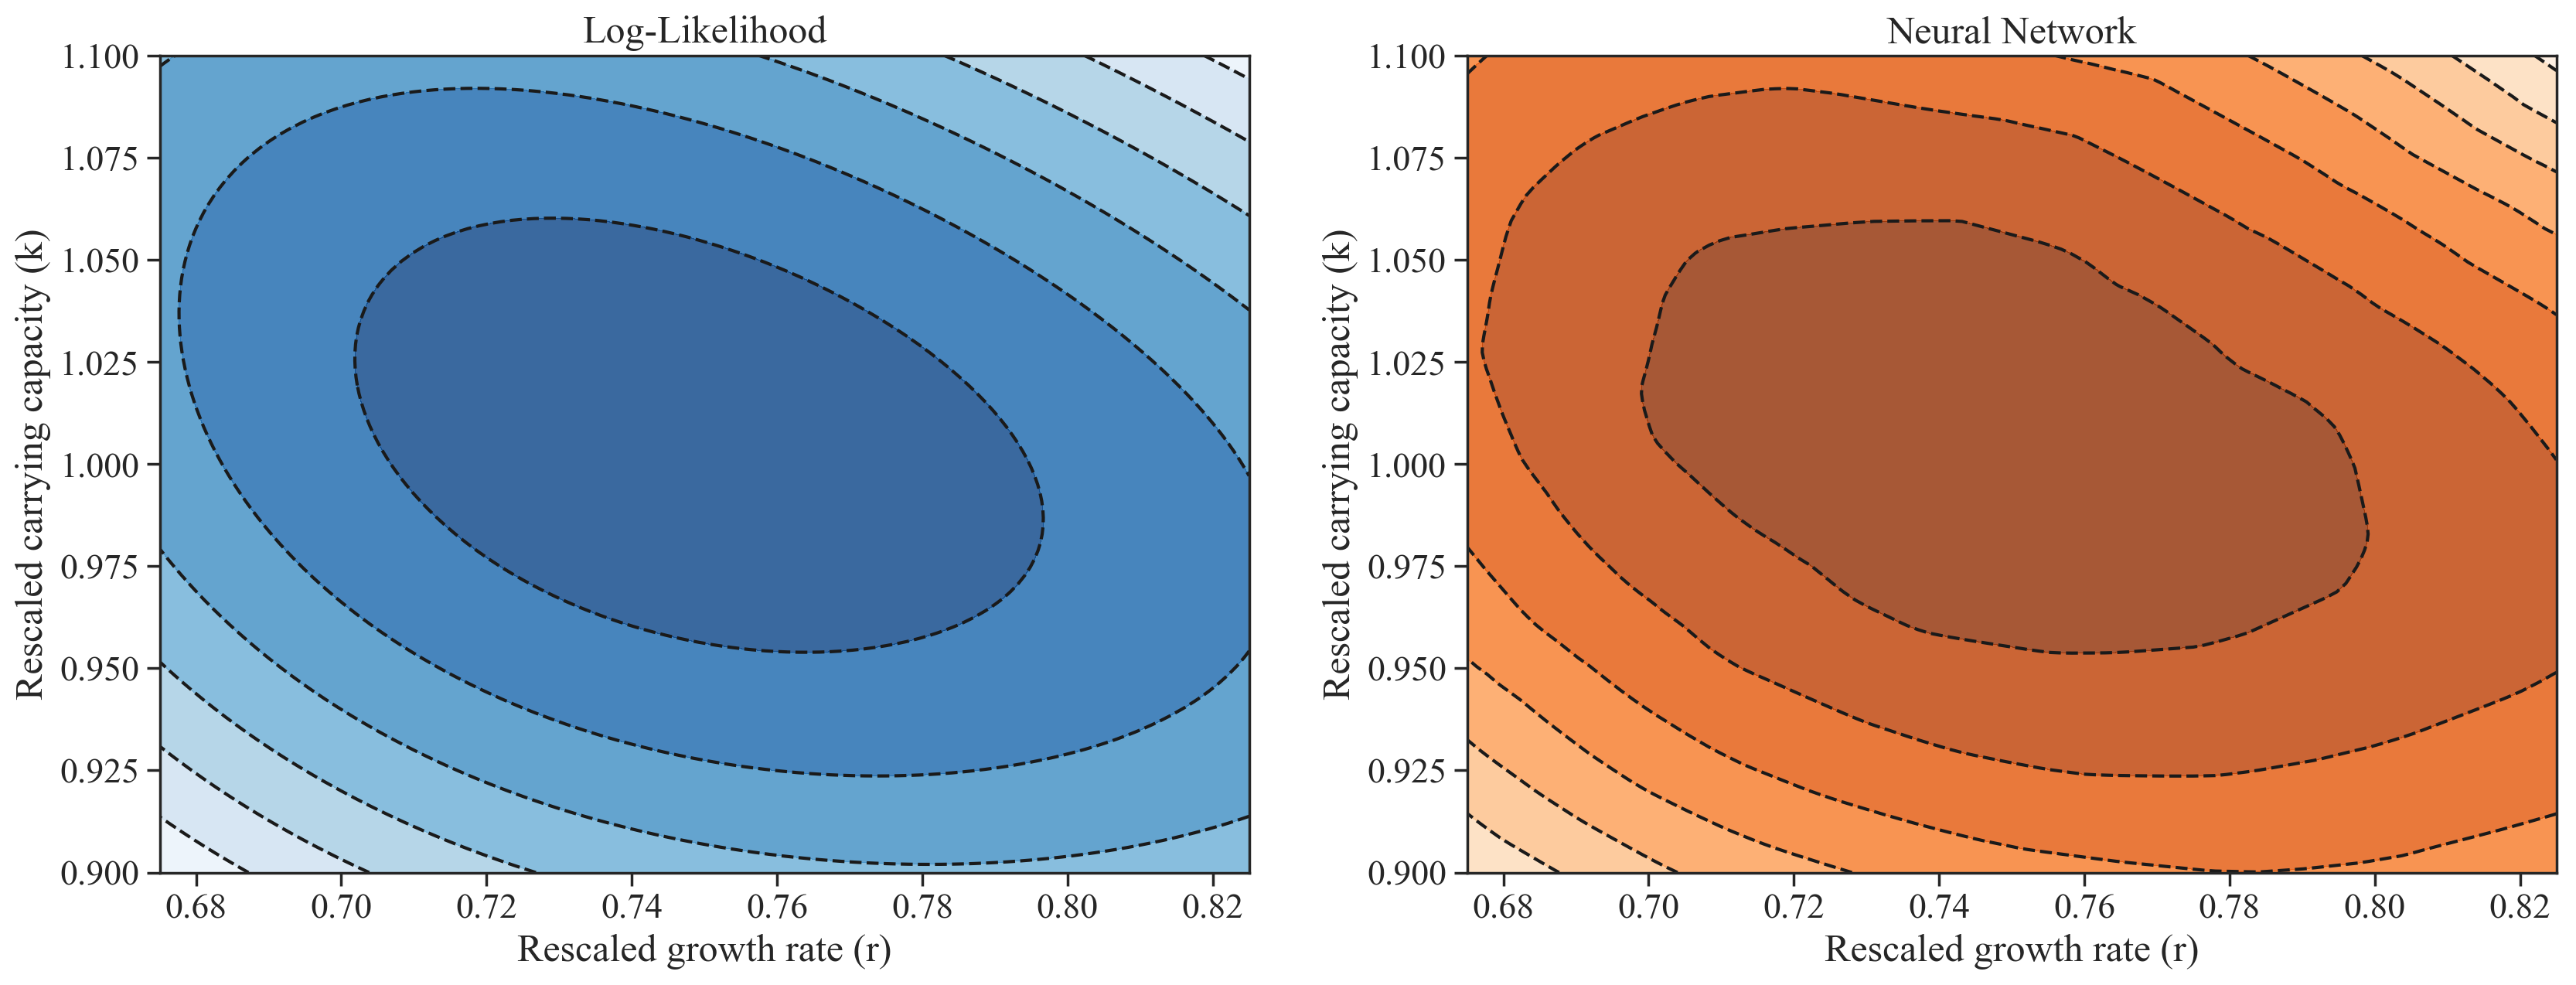 Log-Likelihood
1.100
1.075
1.050
1.025
1.000
0.975
0.950
0.925
0.900
Rescaled carrying capacity (k)
0.68 0.70 0.72 0.74 0.76 0.78 0.80 0.82
Rescaled growth rate (r)
Neural Network
1.100
1.075
1.050
1.025
1.000
0.975
0.950
0.925
0.900
Rescaled carrying capacity (k)
0.68 0.70 0.72 0.74 0.76 0.78 0.80 0.82
Rescaled growth rate (r)